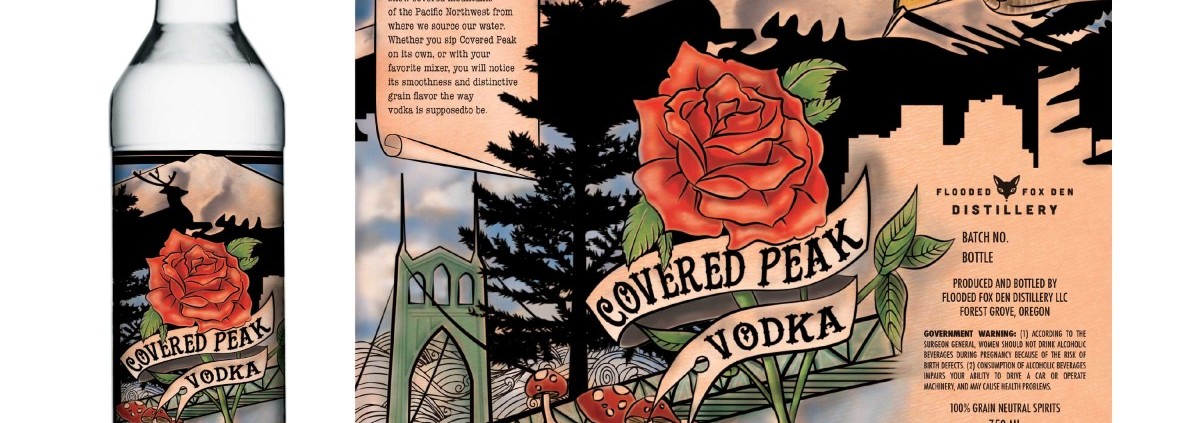 COVERED PEAK
VODKA
of the Pacific Northwest from
where we source our water.
Whether you sip Covered Peak
on its own, or with your
favorite mixer, you will notice
its smoothness and distinctive
grain flavor the way
vodka is supposedto be.
COVERED PEAK
VODKA
FLOODED FOX DEN
DISTILLERY
BATCH NO.
BOTTLE
PRODUCED AND BOTTLED BY
FLOODED FOX DEN DISTILLERY LLC
FOREST GROVE, OREGON
GOVERNMENT WARNING: (1) ACCORDING TO THE
SURGEON GENERAL, WOMEN SHOULD NOT DRINK ALCOHOLIC
BEVERAGES DURING PREGNANCY BECAUSE OF THE RISK OF
BIRTH DEFECTS. (2) CONSUMPTION OF ALCOHOLIC BEVERAGES
IMPAIRS YOUR ABILITY TO DRIVE A CAR OR OPERATE
MACHINERY, AND MAY CAUSE HEALTH PROBLEMS.
100% GRAIN NEUTRAL SPIRITS